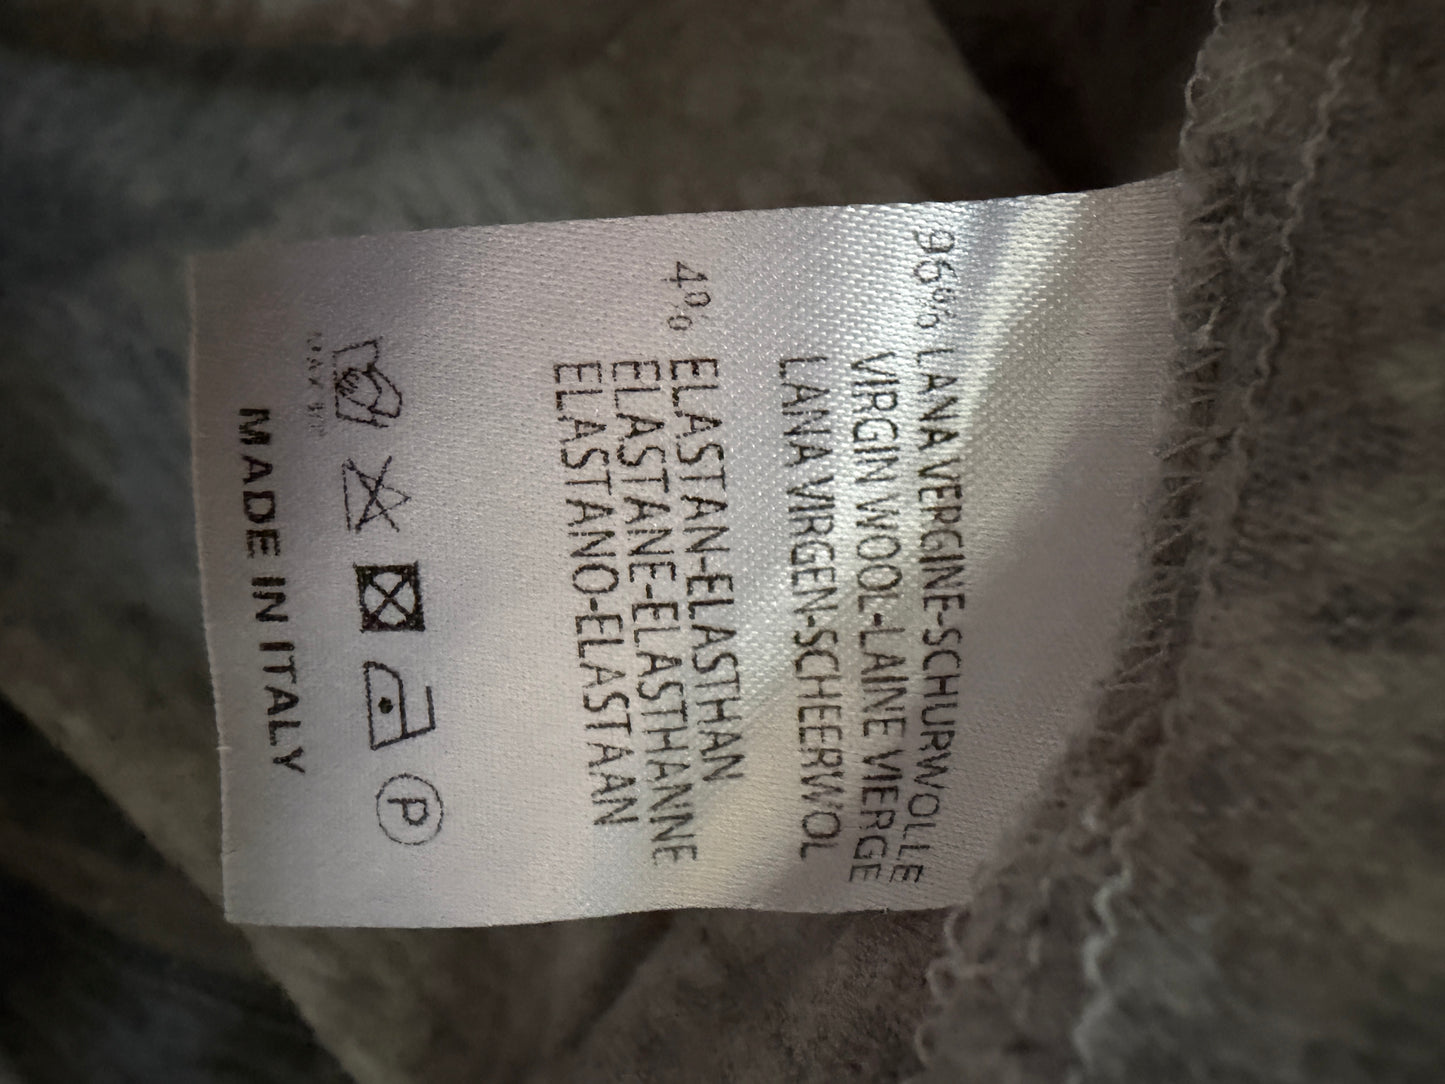 96% LANA VERGINE-SCHURWOLLE
VIRGIN WOOL-LAINE VIERGE
LANA VIRGEN-SCHEERWOL
4% ELASTAN-ELASTHAN
ELASTANE-ELASTHANNE
ELASTANO-ELASTAAN
P
MAX
MADE IN ITALY